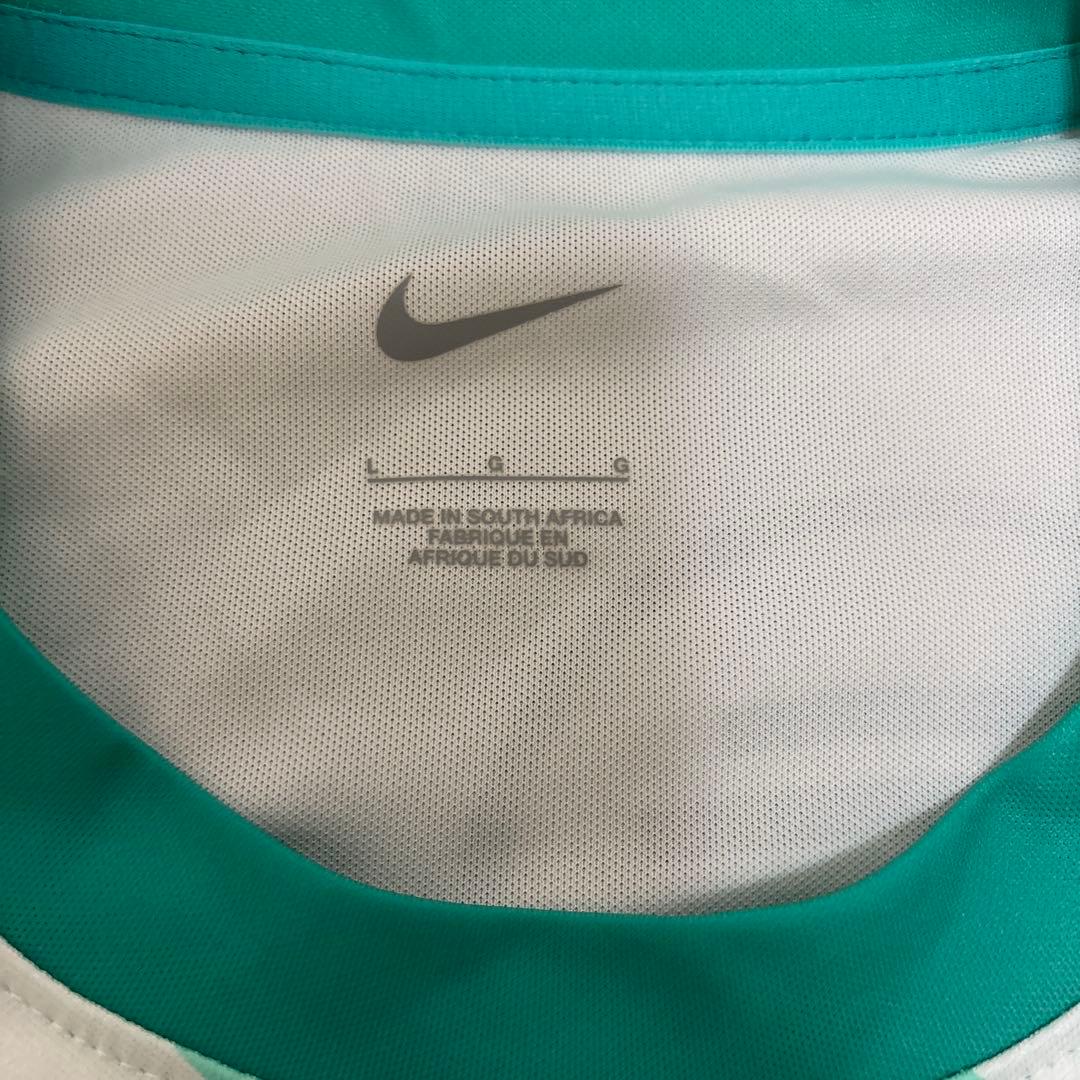 L G G
MADE IN SOUTH AFRICA
FABRIQUE EN
AFRIQUE DU SUD